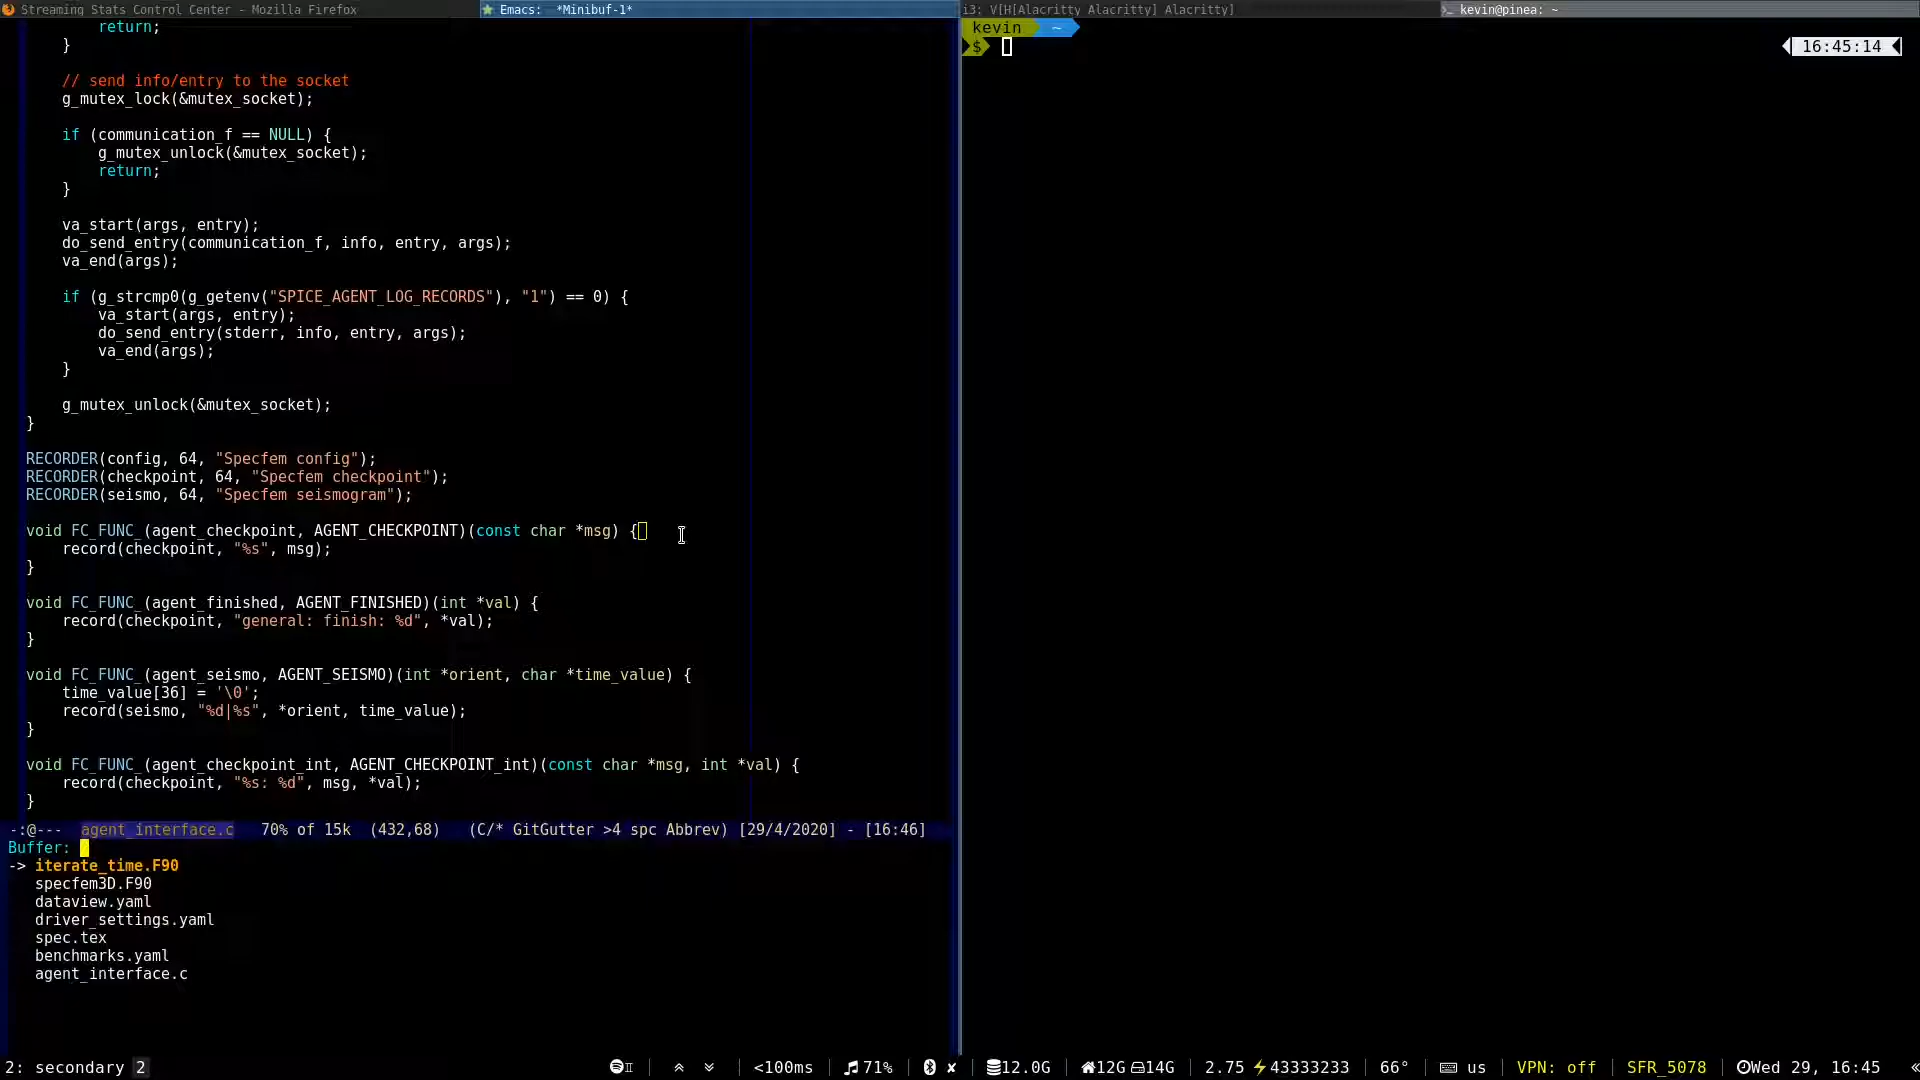 Streaming Stats Control Center - Mozilla Firefox
Emacs: *Minibuf-1*
i3: V[H[Alacritty Alacritty] Alacritty]
kevin@pinea: ~
        return;
    }
    // send info/entry to the socket
    g_mutex_lock(&mutex_socket);
    if (communication_f == NULL) {
        g_mutex_unlock(&mutex_socket);
        return;
    }
    va_start(args, entry);
    do_send_entry(communication_f, info, entry, args);
    va_end(args);
    if (g_strcmp0(g_getenv("SPICE_AGENT_LOG_RECORDS"), "1") == 0) {
        va_start(args, entry);
        do_send_entry(stderr, info, entry, args);
        va_end(args);
    }
    g_mutex_unlock(&mutex_socket);
}
RECORDER(config, 64, "Specfem config");
RECORDER(checkpoint, 64, "Specfem checkpoint");
RECORDER(seismo, 64, "Specfem seismogram");
void FC_FUNC_(agent_checkpoint, AGENT_CHECKPOINT)(const char *msg) {
    record(checkpoint, "%s", msg);
}
void FC_FUNC_(agent_finished, AGENT_FINISHED)(int *val) {
    record(checkpoint, "general: finish: %d", *val);
}
void FC_FUNC_(agent_seismo, AGENT_SEISMO)(int *orient, char *time_value) {
    time_value[36] = '\0';
    record(seismo, "%d|%s", *orient, time_value);
}
void FC_FUNC_(agent_checkpoint_int, AGENT_CHECKPOINT_int)(const char *msg, int *val) {
    record(checkpoint, "%s: %d", msg, *val);
}
-:@--- agent_interface.c 70% of 15k (432,68) (C/* GitGutter >4 spc Abbrev) [29/4/2020] - [16:46]
Buffer:
-> iterate_time.F90
specfem3D.F90
dataview.yaml
driver_settings.yaml
spec.tex
benchmarks.yaml
agent_interface.c
kevin ~
$
16:45:14
2: secondary 2
<100ms
71%
12.0G
12G 14G
2.75 43333233
66°
us
VPN: off
SFR_5078
Wed 29, 16:45